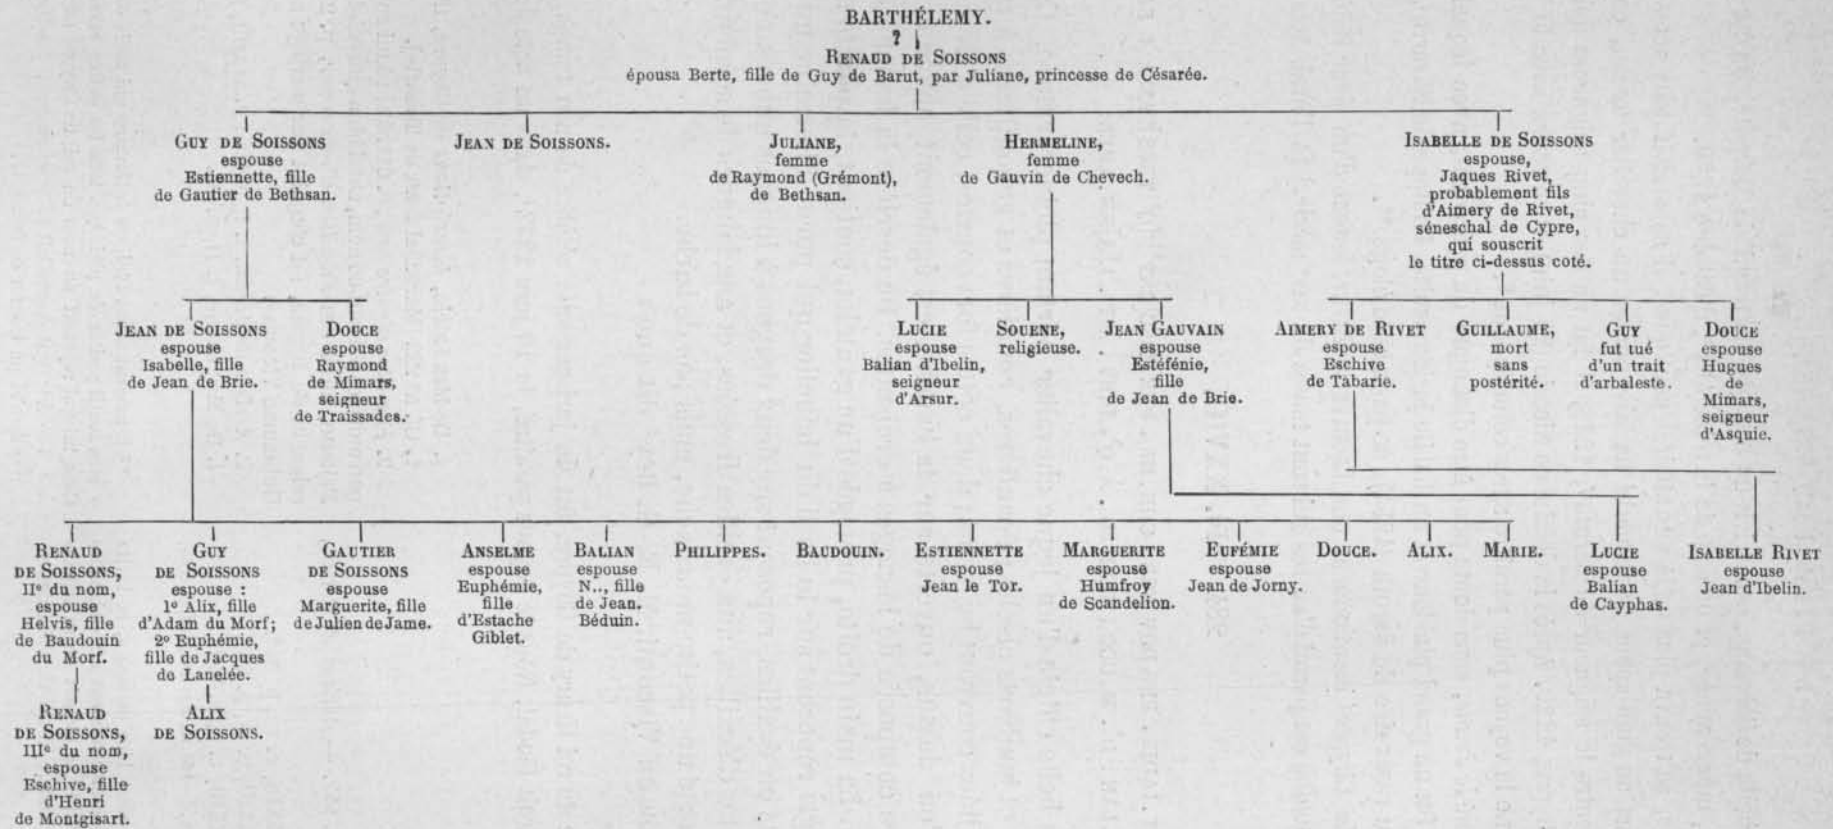 BARTHÉLEMY.
?
RENAUD DE SOISSONS
épousa Berte, fille de Guy de Barut, par Juliane, princesse de Césarée.
GUY DE SOISSONS
espouse
Estiennette, fille
de Gautier de Bethsan.
JEAN DE SOISSONS.
JULIANE,
femme
de Raymond (Grémont),
de Bethsan.
HERMELINE,
femme
de Gauvin de Chevech.
ISABELLE DE SOISSONS
espouse,
Jaques Rivet,
probablement fils
d'Aimery de Rivet,
séneschal de Cypre,
qui souscrit
le titre ci-dessus coté.
JEAN DE SOISSONS
espouse
Isabelle, fille
de Jean de Brie.
DOUCE
espouse
Raymond
de Mimars,
seigneur
de Traissades.
LUCIE
espouse
Balian d'Ibelin,
seigneur
d'Arsur.
SOUENE,
religieuse.
JEAN GAUVAIN
espouse
Estéfénie,
fille
de Jean de Brie.
AIMERY DE RIVET
espouse
Eschive
de Tabarie.
GUILLAUME,
mort
sans
postérité.
GUY
fut tué
d'un trait
d'arbaleste.
DOUCE
espouse
Hugues
de
Mimars,
seigneur
d'Asquie.
RENAUD
DE SOISSONS,
IIe du nom,
espouse
Helvis, fille
de Baudouin
du Morf.
GUY
DE SOISSONS
espouse :
1º Alix, fille
d'Adam du Morf;
2º Euphémie,
fille de Jacques
de Lanelée.
GAUTIER
DE SOISSONS
espouse
Marguerite, fille
de Julien de Jame.
ANSELME
espouse
Euphémie,
fille
d'Estache
Giblet.
BALIAN
espouse
N.., fille
de Jean.
Béduin.
PHILIPPES.
BAUDOUIN.
ESTIENNETTE
espouse
Jean le Tor.
MARGUERITE
espouse
Humfroy
de Scandelion.
EUFÉMIE
espouse
Jean de Jorny.
DOUCE.
ALIX.
MARIE.
LUCIE
espouse
Balian
de Cayphas.
ISABELLE RIVET
espouse
Jean d'Ibelin.
RENAUD
DE SOISSONS,
IIIe du nom,
espouse
Eschive, fille
d'Henri
de Montgisart.
ALIX
DE SOISSONS.